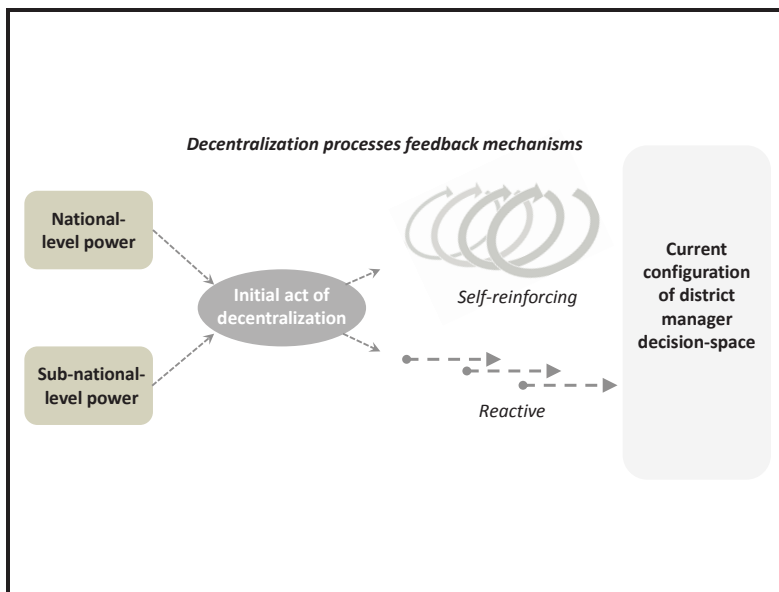 Decentralization processes feedback mechanisms
National-
level power
Sub-national-
level power
Initial act of
decentralization
Self-reinforcing
Reactive
Current
configuration
of district
manager
decision-space